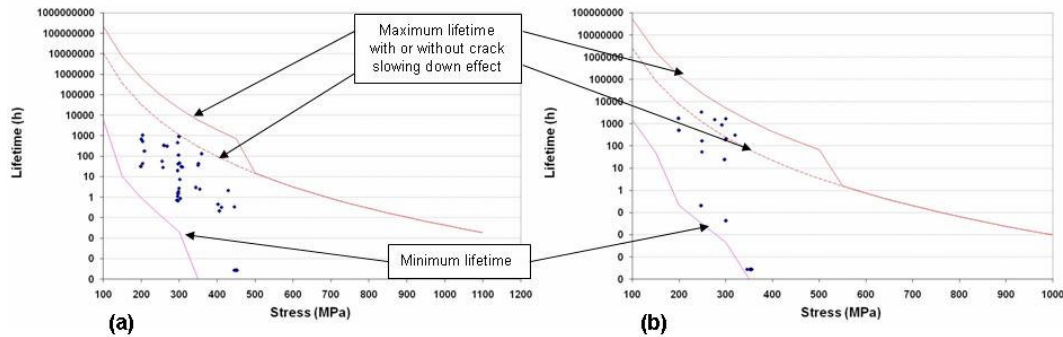 1000000000
100000000
10000000
1000000
100000
10000
1000
100
10
1
0
0
0
0
Lifetime (h)
100 200 300 400 500 600 700 800 900 1000 1100 1200
Stress (MPa)
(a)
Maximum lifetime
with or without crack
slowing down effect
Minimum lifetime
100000000
10000000
1000000
100000
10000
1000
100
10
1
0
0
0
0
Lifetime (h)
100 200 300 400 500 600 700 800 900 1000
Stress (MPa)
(b)